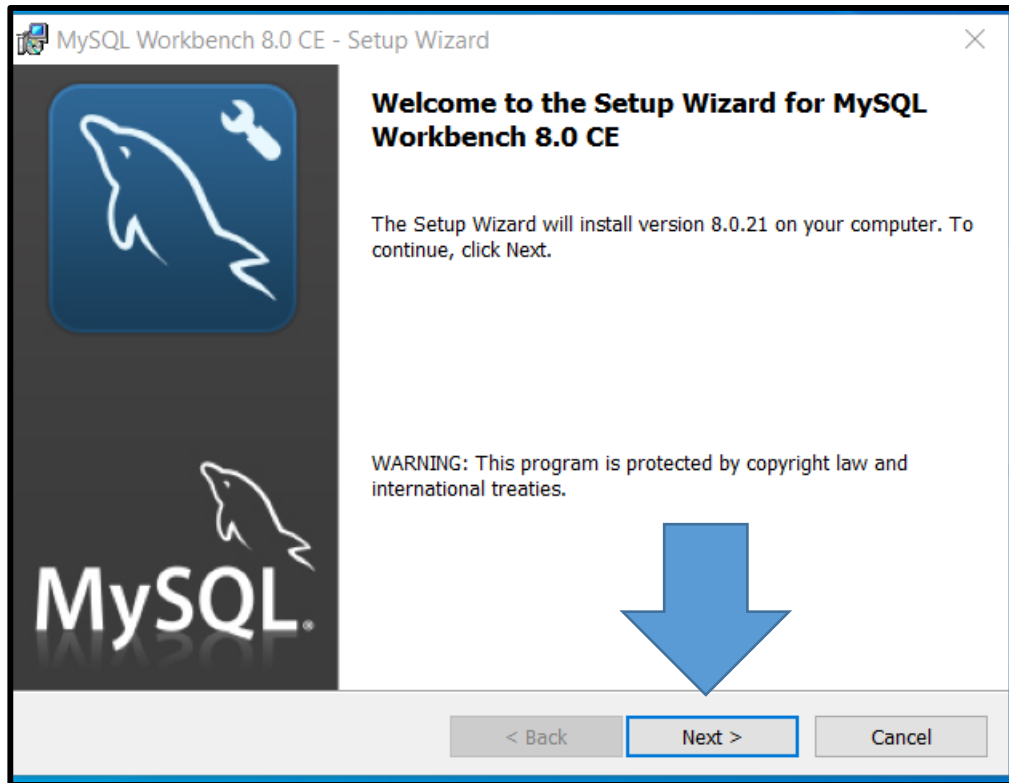 MySQL Workbench 8.0 CE - Setup Wizard
Welcome to the Setup Wizard for MySQL
Workbench 8.0 CE
The Setup Wizard will install version 8.0.21 on your computer. To
continue, click Next.
WARNING: This program is protected by copyright law and
international treaties.
MySQL®
< Back
Next >
Cancel